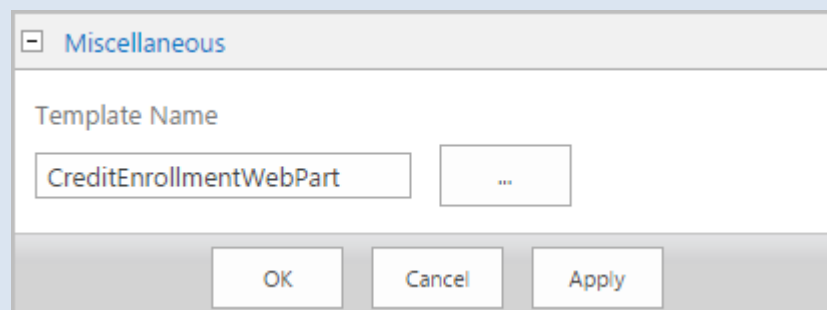 Miscellaneous
Template Name
CreditEnrollmentWebPart ...
OK Cancel Apply